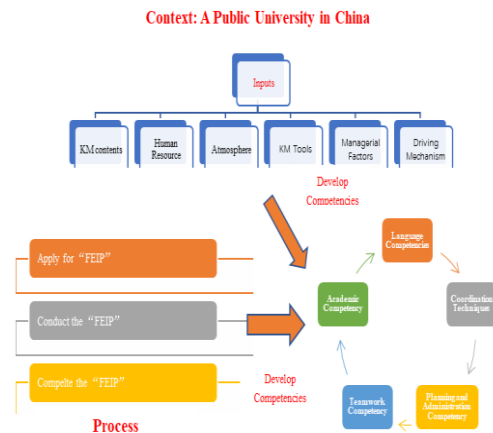 Context: A Public University in China
Inputs
KM contents
Human
Resource
Atmosphere
KM Tools
Managerial
Factors
Driving
Mechanism
Develop
Competencies
Apply for “FEIP”
Conduct the “FEIP”
Compelte the “FEIP”
Process
Develop
Competencies
Language
Competencies
Coordination
Techniques
Planning and
Administration
Competency
Teamwork
Competency
Academic
Competency